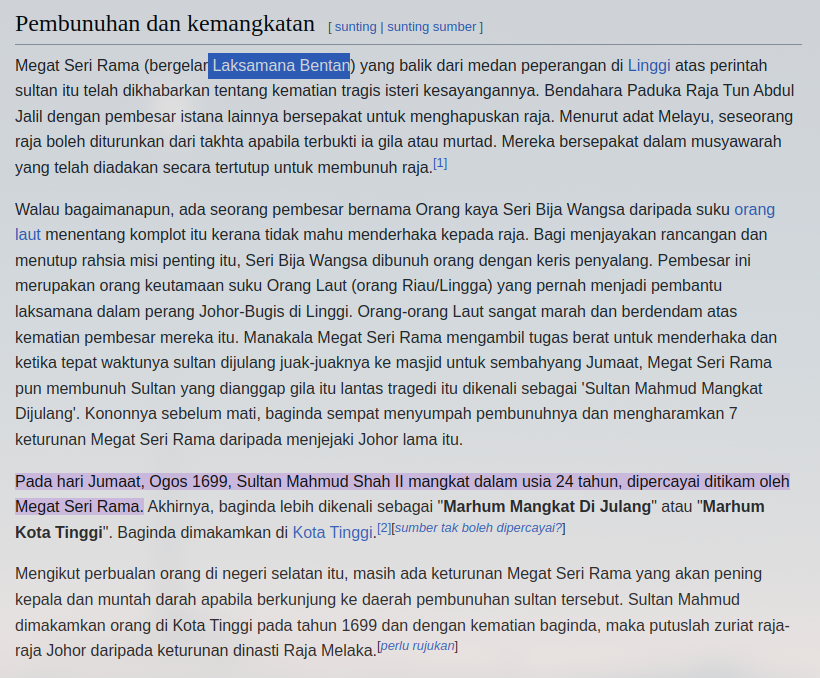 Pembunuhan dan kemangkatan [ sunting | sunting sumber ]
Megat Seri Rama (bergelar Laksamana Bentan) yang balik dari medan peperangan di Linggi atas perintah
sultan itu telah dikhabarkan tentang kematian tragis isteri kesayangannya. Bendahara Paduka Raja Tun Abdul
Jalil dengan pembesar istana lainnya bersepakat untuk menghapuskan raja. Menurut adat Melayu, seseorang
raja boleh diturunkan dari takhta apabila terbukti ia gila atau murtad. Mereka bersepakat dalam musyawarah
yang telah diadakan secara tertutup untuk membunuh raja.[1]
Walau bagaimanapun, ada seorang pembesar bernama Orang kaya Seri Bija Wangsa daripada suku orang
laut menentang komplot itu kerana tidak mahu menderhaka kepada raja. Bagi menjayakan rancangan dan
menutup rahsia misi penting itu, Seri Bija Wangsa dibunuh orang dengan keris penyalang. Pembesar ini
merupakan orang keutamaan suku Orang Laut (orang Riau/Lingga) yang pernah menjadi pembantu
laksamana dalam perang Johor-Bugis di Linggi. Orang-orang Laut sangat marah dan berdendam atas
kematian pembesar mereka itu. Manakala Megat Seri Rama mengambil tugas berat untuk menderhaka dan
ketika tepat waktunya sultan dijulang juak-juaknya ke masjid untuk sembahyang Jumaat, Megat Seri Rama
pun membunuh Sultan yang dianggap gila itu lantas tragedi itu dikenali sebagai 'Sultan Mahmud Mangkat
Dijulang'. Kononnya sebelum mati, baginda sempat menyumpah pembunuhnya dan mengharamkan 7
keturunan Megat Seri Rama daripada menjejaki Johor lama itu.
Pada hari Jumaat, Ogos 1699, Sultan Mahmud Shah II mangkat dalam usia 24 tahun, dipercayai ditikam oleh
Megat Seri Rama. Akhirnya, baginda lebih dikenali sebagai "Marhum Mangkat Di Julang" atau "Marhum
Kota Tinggi". Baginda dimakamkan di Kota Tinggi.[2][sumber tak boleh dipercayai?]
Mengikut perbualan orang di negeri selatan itu, masih ada keturunan Megat Seri Rama yang akan pening
kepala dan muntah darah apabila berkunjung ke daerah pembunuhan sultan tersebut. Sultan Mahmud
dimakamkan orang di Kota Tinggi pada tahun 1699 dan dengan kematian baginda, maka putuslah zuriat raja-
raja Johor daripada keturunan dinasti Raja Melaka.[perlu rujukan]